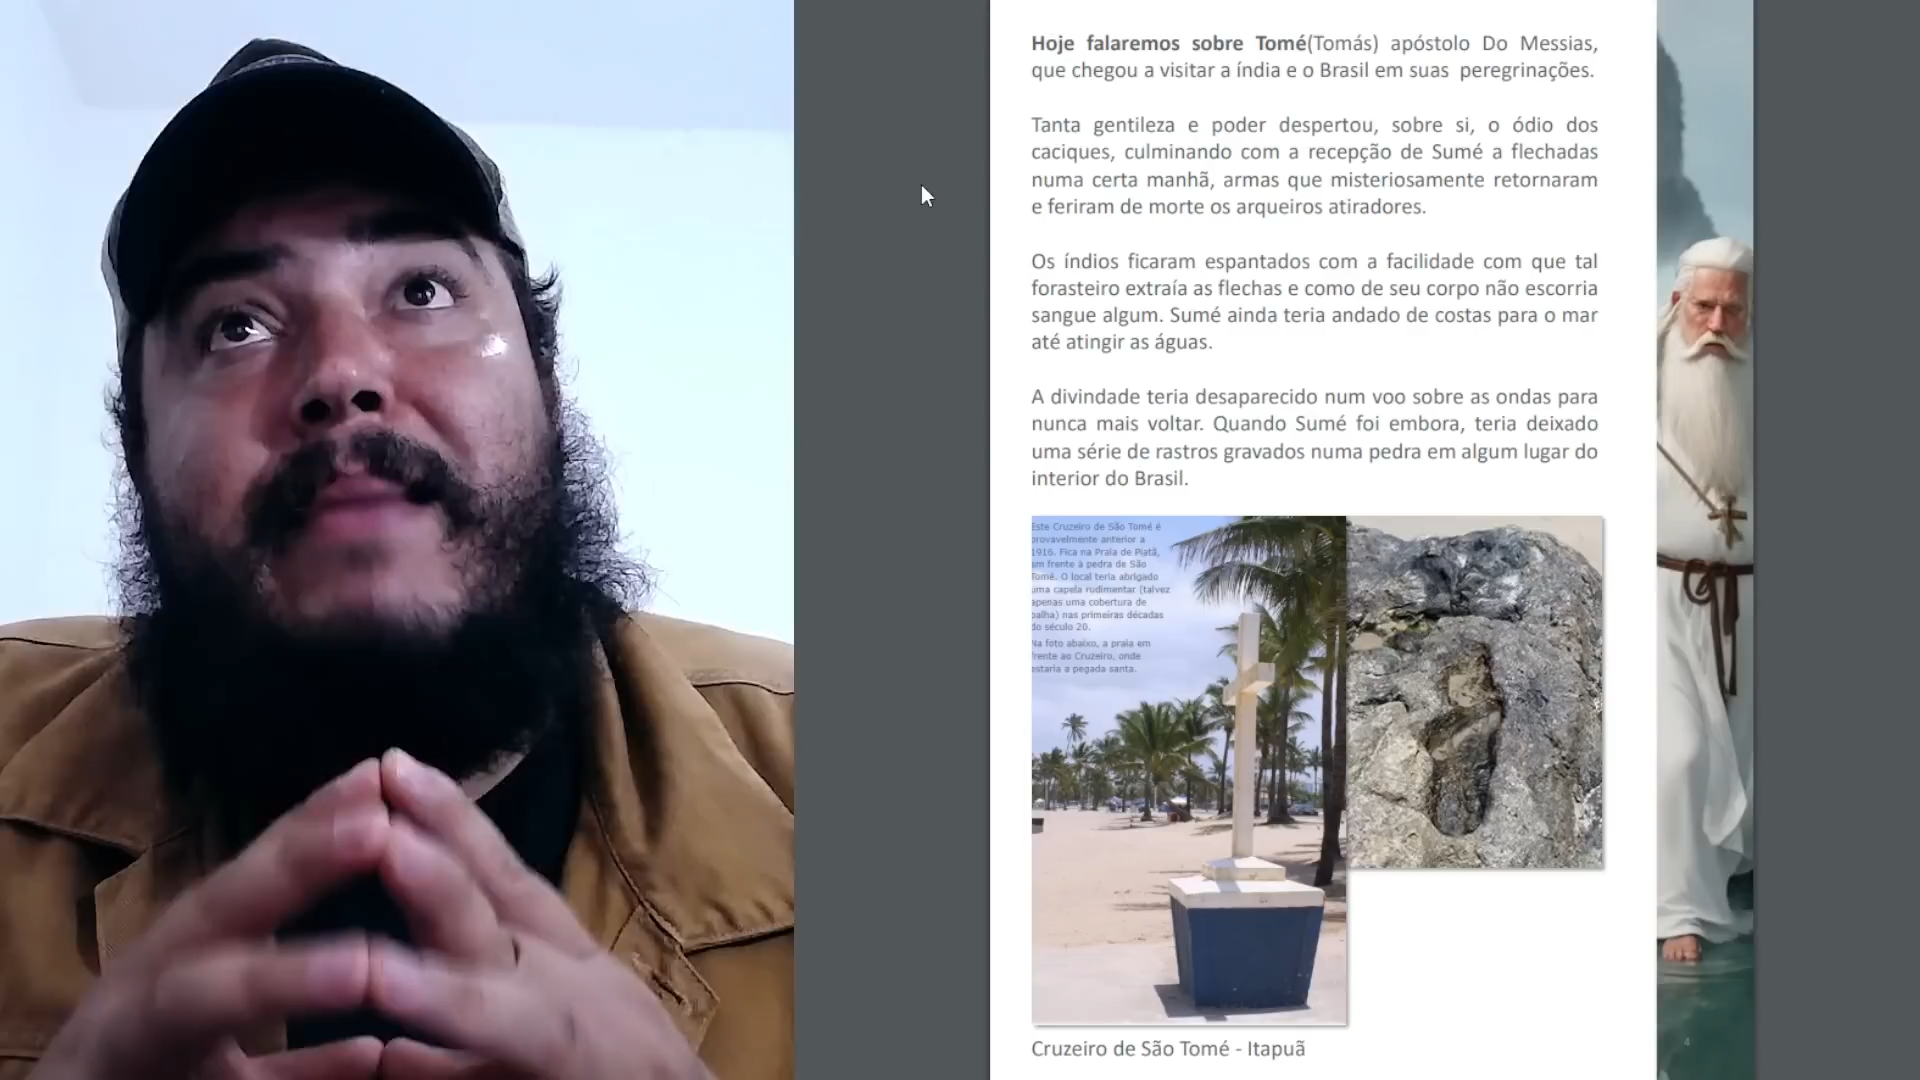 Hoje falaremos sobre Tomé(Tomás) apóstolo Do Messias,
que chegou a visitar a índia e o Brasil em suas peregrinações.
Tanta gentileza e poder despertou, sobre si, o ódio dos
caciques, culminando com a recepção de Sumé a flechadas
numa certa manhã, armas que misteriosamente retornaram
e feriram de morte os arqueiros atiradores.
Os índios ficaram espantados com a facilidade com que tal
forasteiro extraía as flechas e como de seu corpo não escorria
sangue algum. Sumé ainda teria andado de costas para o mar
até atingir as águas.
A divindade teria desaparecido num voo sobre as ondas para
nunca mais voltar. Quando Sumé foi embora, teria deixado
uma série de rastros gravados numa pedra em algum lugar do
interior do Brasil.
Este Cruzeiro de São Tomé é
provavelmente anterior a
1916. Fica na Praia de Piatã,
em frente à pedra de São
Tomé. O local teria abrigado
uma capela rudimentar (talvez
apenas uma cobertura de
palha) nas primeiras décadas
do século 20.
Na foto abaixo, a praia em
frente ao Cruzeiro, onde
estaria a pegada santa.
Cruzeiro de São Tomé - Itapuã
4